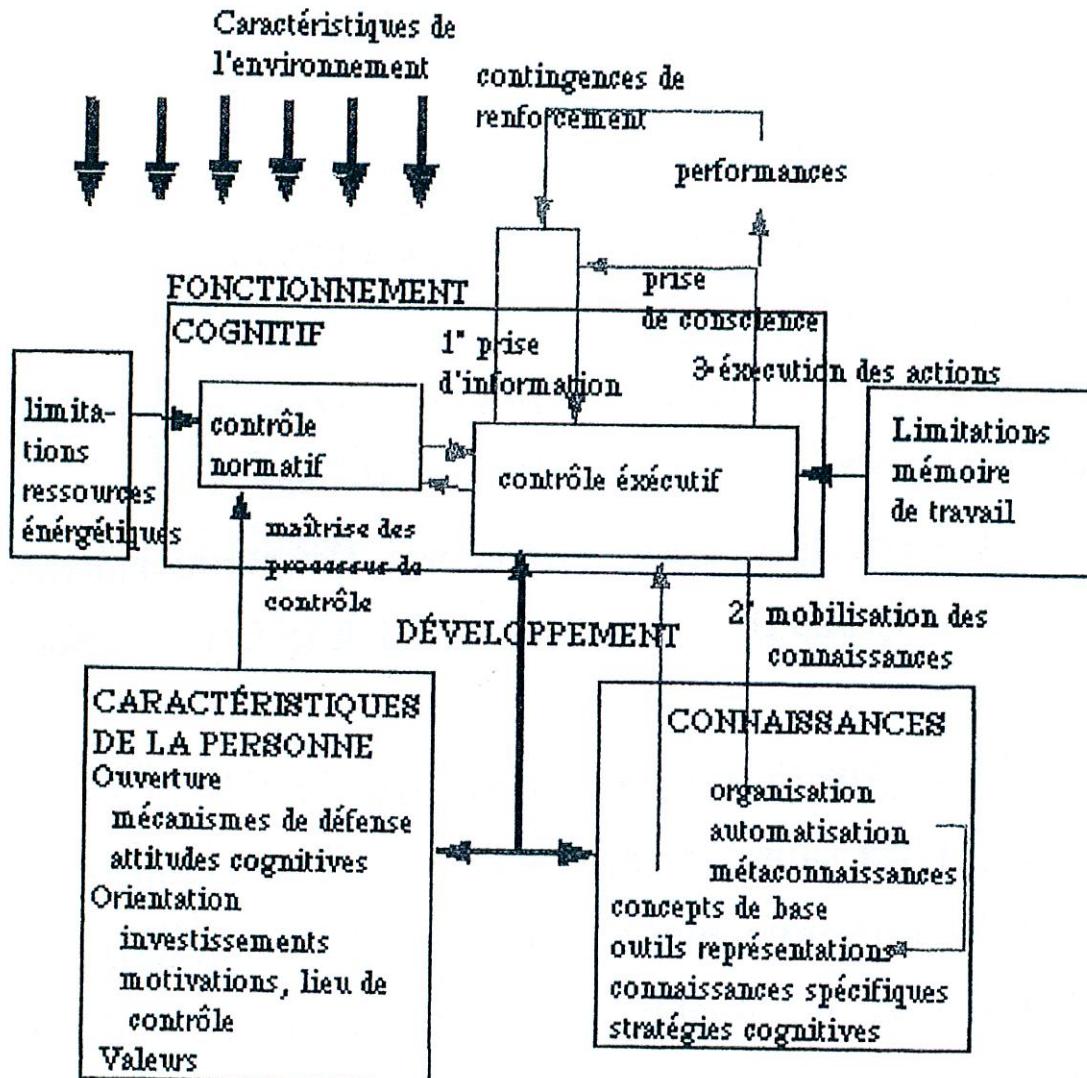 Caractéristiques de
l'environnement
contingences de
renforcement
performances
prise
de conscience
FONCTIONNEMENT
COGNITIF
1° prise
d'information
3-éxécution des actions
limita-
tions
ressources
énérgétiques
contrôle
normatif
contrôle éxécutif
Limitations
mémoire
de travail
maîtrise des
processus de
contrôle
DÉVELOPPEMENT
2° mobilisation des
connaissances
CARACTÉRISTIQUES
DE LA PERSONNE
Ouverture
mécanismes de défense
attitudes cognitives
Orientation
investissements
motivations, lieu de
contrôle
Valeurs
CONNAISSANCES
organisation
automatisation
métaconnaissances
concepts de base
outils représentations
connaissances spécifiques
stratégies cognitives